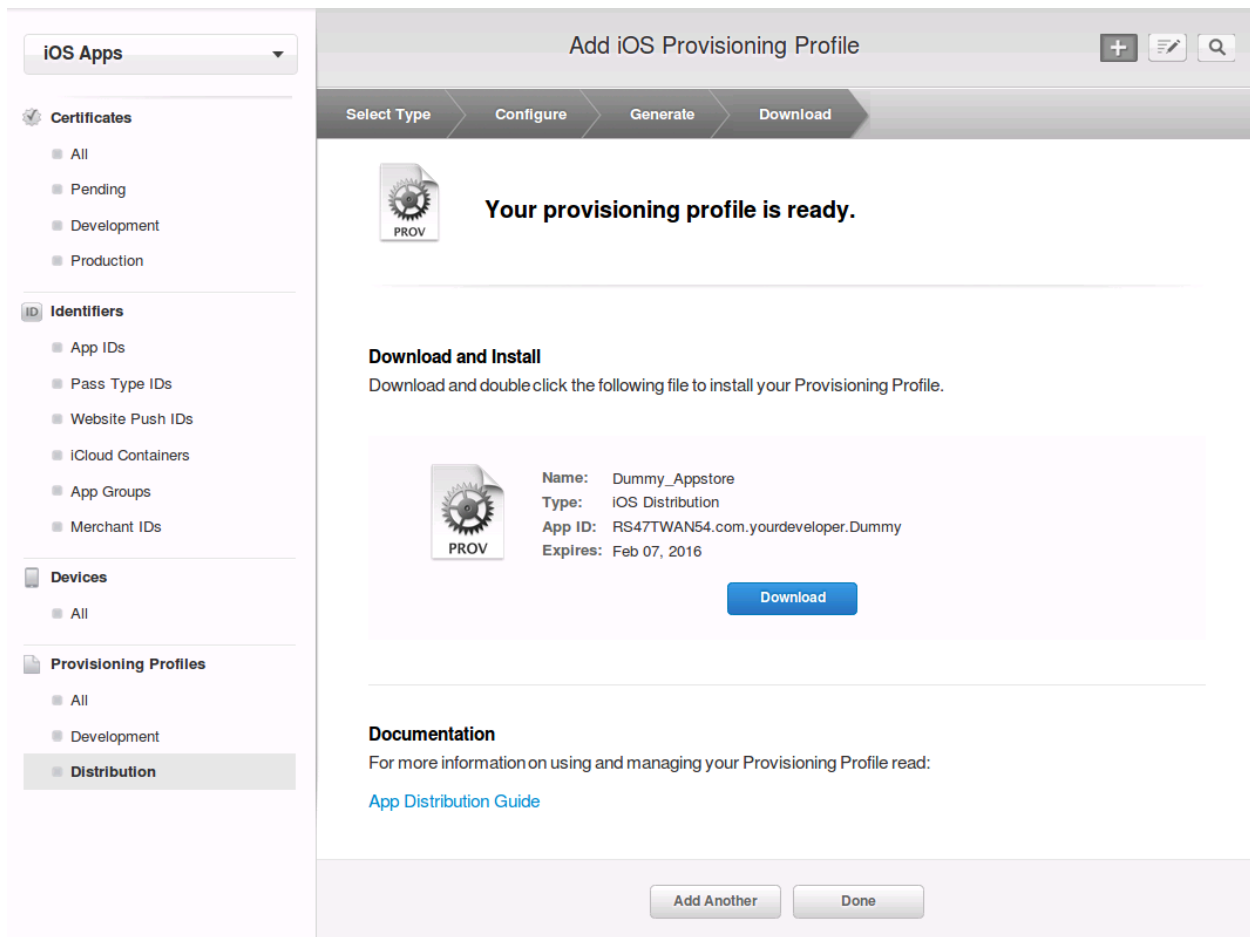 iOS Apps
Certificates
All
Pending
Development
Production
ID Identifiers
App IDs
Pass Type IDs
Website Push IDs
iCloud Containers
App Groups
Merchant IDs
Devices
All
Provisioning Profiles
All
Development
Distribution
Add iOS Provisioning Profile
Select Type Configure Generate Download
PROV
Your provisioning profile is ready.
Download and Install
Download and double click the following file to install your Provisioning Profile.
PROV
Name: Dummy_Appstore
Type: iOS Distribution
App ID: RS47TWAN54.com.yourdeveloper.Dummy
Expires: Feb 07, 2016
Download
Documentation
For more information on using and managing your Provisioning Profile read:
App Distribution Guide
Add Another Done